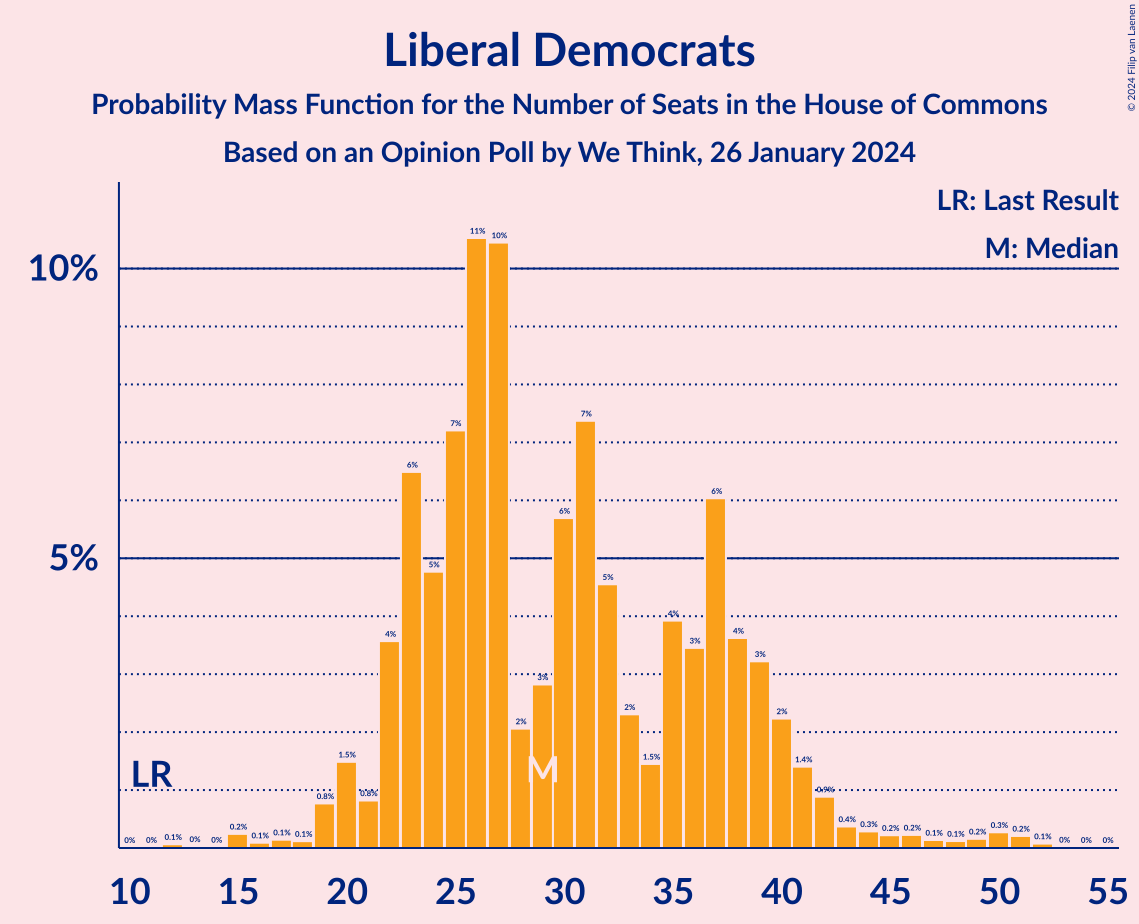 Liberal Democrats
Probability Mass Function for the Number of Seats in the House of Commons
Based on an Opinion Poll by We Think, 26 January 2024
© 2024 Filip van Laenen
LR: Last Result
M: Median
10%
5%
0% 0% 0.1% 0% 0% 0.2% 0.1% 0.1% 0.1% 0.8% 1.5% 0.8% 4% 6% 5% 7% 11% 10% 2% 3% 6% 7% 5% 2% 1.5% 4% 3% 6% 4% 3% 2% 1.4% 0.9% 0.4% 0.3% 0.2% 0.2% 0.1% 0.1% 0.2% 0.3% 0.2% 0.1% 0% 0% 0%
LR
M
10 15 20 25 30 35 40 45 50 55